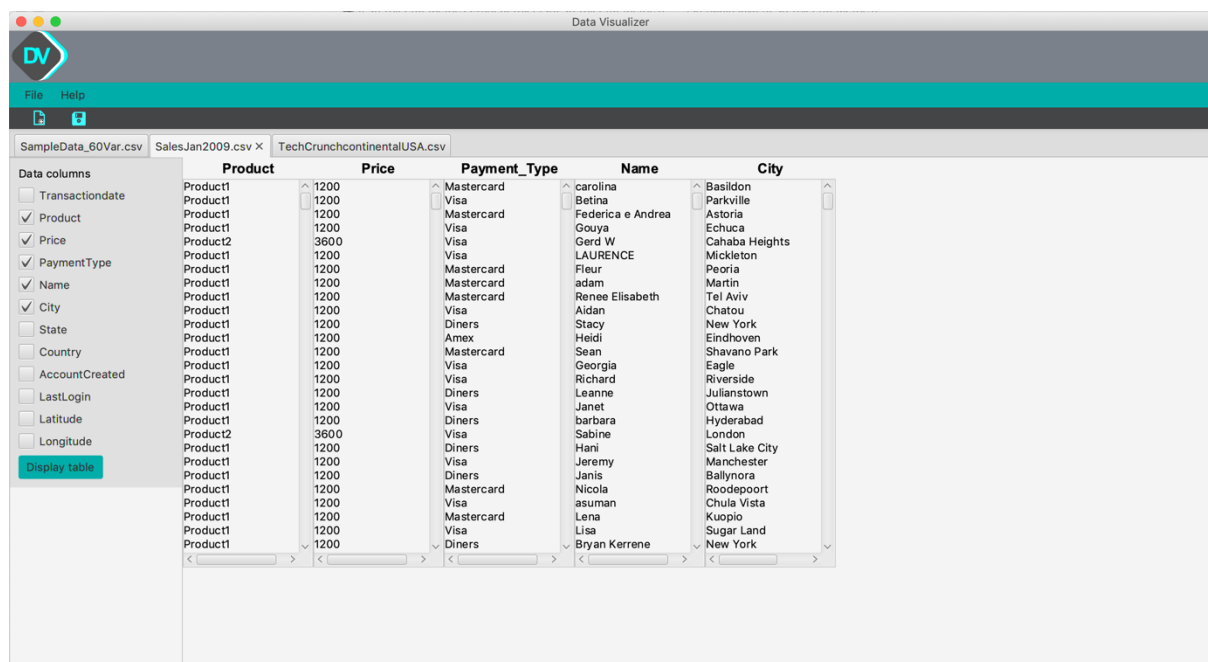 Data Visualizer
DV
File Help
SampleData_60Var.csv SalesJan2009.csv × TechCrunchcontinentalUSA.csv
Data columns
Transactiondate
Product
Price
PaymentType
Name
City
State
Country
AccountCreated
LastLogin
Latitude
Longitude
Display table
Product Price Payment_Type Name City
Product1 1200 Mastercard carolina Basildon
Product1 1200 Visa Betina Parkville
Product1 1200 Mastercard Federica e Andrea Astoria
Product1 1200 Visa Gouya Echuca
Product2 3600 Visa Gerd W Cahaba Heights
Product1 1200 Visa LAURENCE Mickleton
Product1 1200 Mastercard Fleur Peoria
Product1 1200 Mastercard adam Martin
Product1 1200 Mastercard Renee Elisabeth Tel Aviv
Product1 1200 Visa Aidan Chatou
Product1 1200 Diners Stacy New York
Product1 1200 Amex Heidi Eindhoven
Product1 1200 Mastercard Sean Shavano Park
Product1 1200 Visa Georgia Eagle
Product1 1200 Visa Richard Riverside
Product1 1200 Diners Leanne Julianstown
Product1 1200 Visa Janet Ottawa
Product1 1200 Diners barbara Hyderabad
Product2 3600 Visa Sabine London
Product1 1200 Diners Hani Salt Lake City
Product1 1200 Visa Jeremy Manchester
Product1 1200 Diners Janis Ballynora
Product1 1200 Mastercard Nicola Roodepoort
Product1 1200 Visa asuman Chula Vista
Product1 1200 Mastercard Lena Kuopio
Product1 1200 Visa Lisa Sugar Land
Product1 1200 Diners Bryan Kerrene New York